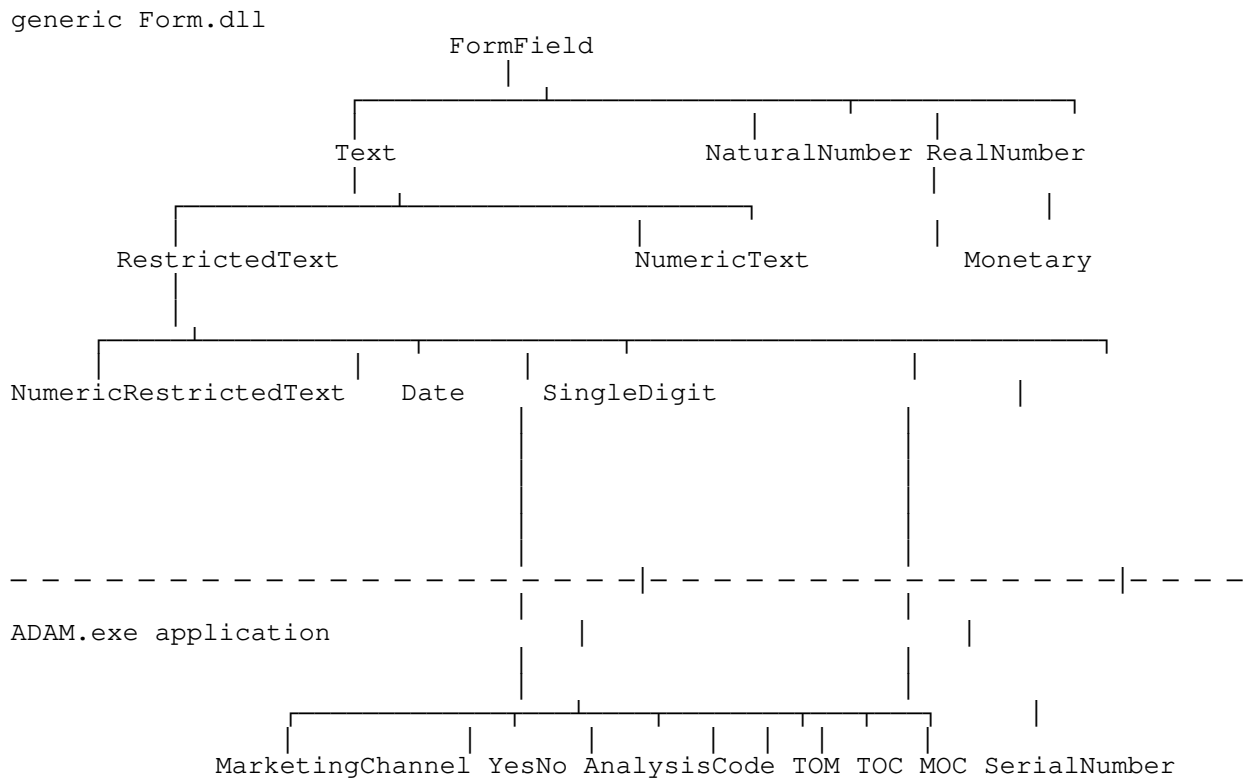 generic Form.dll
FormField
Text NaturalNumber RealNumber
RestrictedText NumericText Monetary
NumericRestrictedText Date SingleDigit
ADAM.exe application
MarketingChannel YesNo AnalysisCode TOM TOC MOC SerialNumber